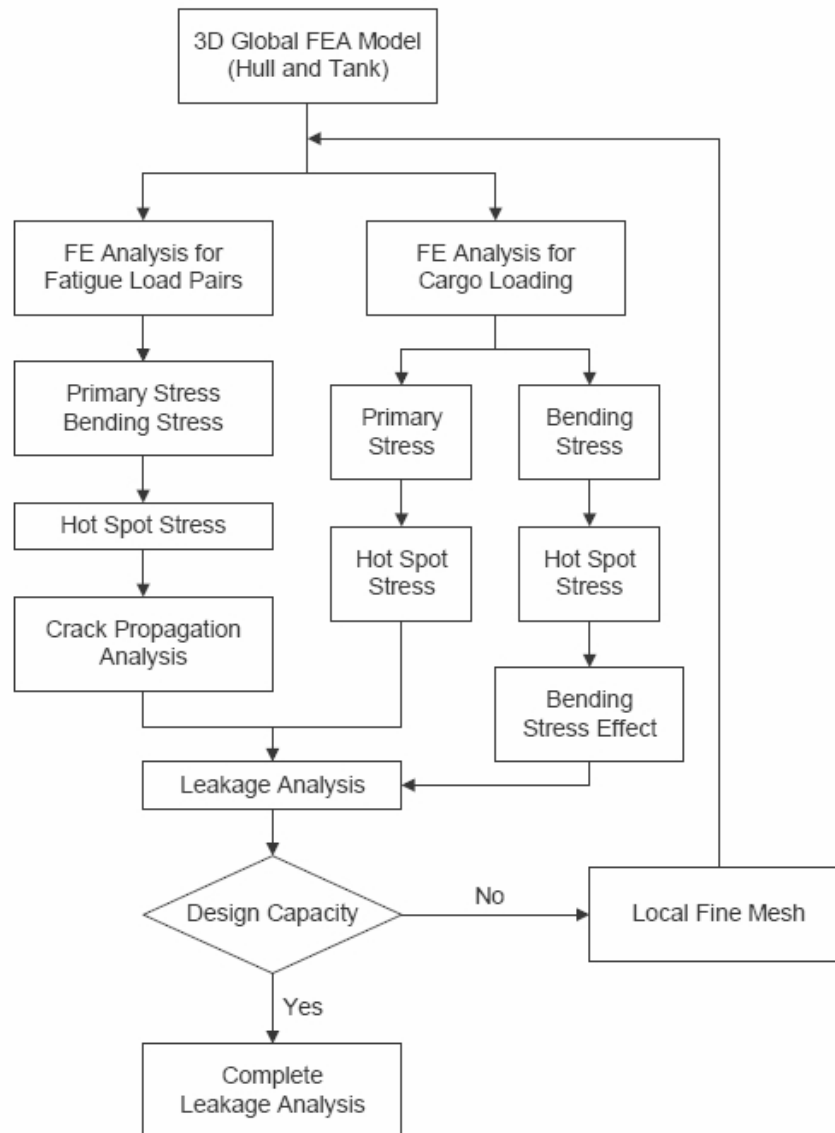 3D Global FEA Model
(Hull and Tank)
FE Analysis for
Fatigue Load Pairs
FE Analysis for
Cargo Loading
Primary Stress
Bending Stress
Primary
Stress
Bending
Stress
Hot Spot Stress
Hot Spot
Stress
Hot Spot
Stress
Crack Propagation
Analysis
Bending
Stress Effect
Leakage Analysis
Design Capacity
No
Local Fine Mesh
Yes
Complete
Leakage Analysis